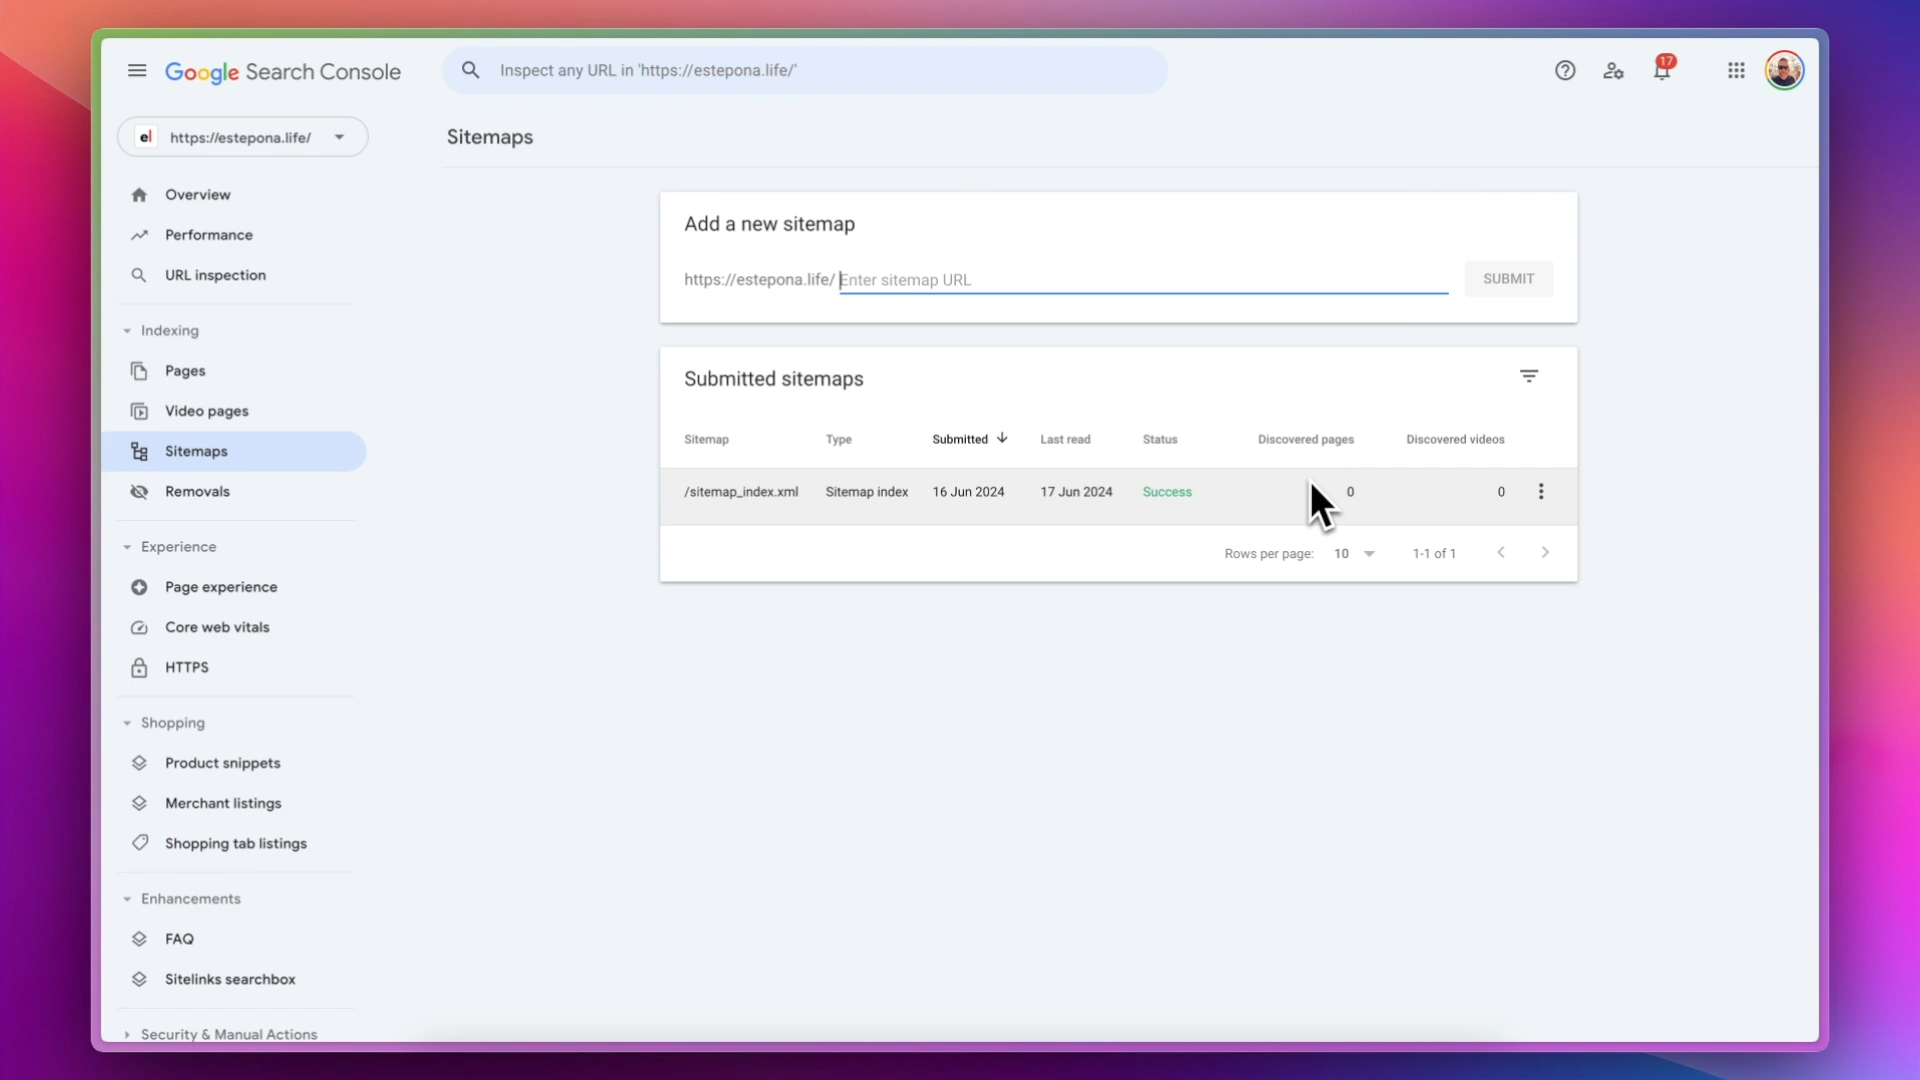 Google Search Console
Inspect any URL in 'https://estepona.life/'
17
el https://estepona.life/
Sitemaps
Overview
Performance
URL inspection
Indexing
Pages
Video pages
Sitemaps
Removals
Experience
Page experience
Core web vitals
HTTPS
Shopping
Product snippets
Merchant listings
Shopping tab listings
Enhancements
FAQ
Sitelinks searchbox
Security & Manual Actions
Add a new sitemap
https://estepona.life/ Enter sitemap URL SUBMIT
Submitted sitemaps
Sitemap Type Submitted Last read Status Discovered pages Discovered videos
/sitemap_index.xml Sitemap index 16 Jun 2024 17 Jun 2024 Success 0 0
Rows per page: 10 1-1 of 1